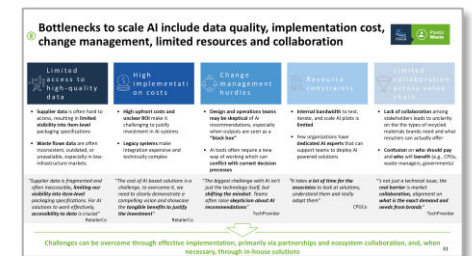 Bottlenecks to scale AI include data quality, implementation cost,
change management, limited resources and collaboration
Plastic
Waste
Limited
access to
high-quality
data
High
implementati
on costs
Change
management
hurdles
Resource
constraints
Limited
collaboration
across value
chain
• Supplier data is often hard to
access, resulting in limited
visibility into item-level
packaging specifications
• Waste flows data are often
inconsistent, outdated, or
unavailable, especially in low-
infrastructure markets
• High upfront costs and
unclear ROI make it
challenging to justify
investment in AI systems
• Legacy systems make
integration expensive and
technically complex
• Design and operations teams
may be skeptical of AI
recommendations, especially
when outputs are seen as a
"black box"
• AI tools often require a new
way of working which can
conflict with current decision
processes
• Internal bandwidth to test,
iterate, and scale AI pilots is
limited
• Few organizations have
dedicated AI experts that can
support teams to deploy AI
powered solutions
• Lack of collaboration among
stakeholders leads to uncertainty
on the types of recycled
materials brands need and what
recyclers can actually offer
• Confusion on who should pay
and who will benefit (e.g., CPGs,
waste managers, governments)
"Supplier data is fragmented and
often inaccessible, limiting our
visibility into item-level
packaging specifications. For AI
solutions to work effectively,
accessibility to data is crucial"
RetailerCo
"The cost of AI based solutions is a
challenge, to overcome it, we
need to clearly demonstrate a
compelling vision and showcase
the tangible benefits to justify
the investment"
RetailerCo
"The biggest challenge with AI isn't
just the technology itself, but
shifting the mindset. Teams
often raise skepticism about AI
recommendations"
TechProvider
"It takes a lot of time for the
associates to look at solutions,
understand them and really
adopt them"
CPGCo
"It's not just a technical issue, the
real barrier is market
collaboration, alignment on
what is the exact demand and
needs from brands"
TechProvider
Challenges can be overcome through effective implementation, primarily via partnerships and ecosystem collaboration, and, when
necessary, through in-house solutions